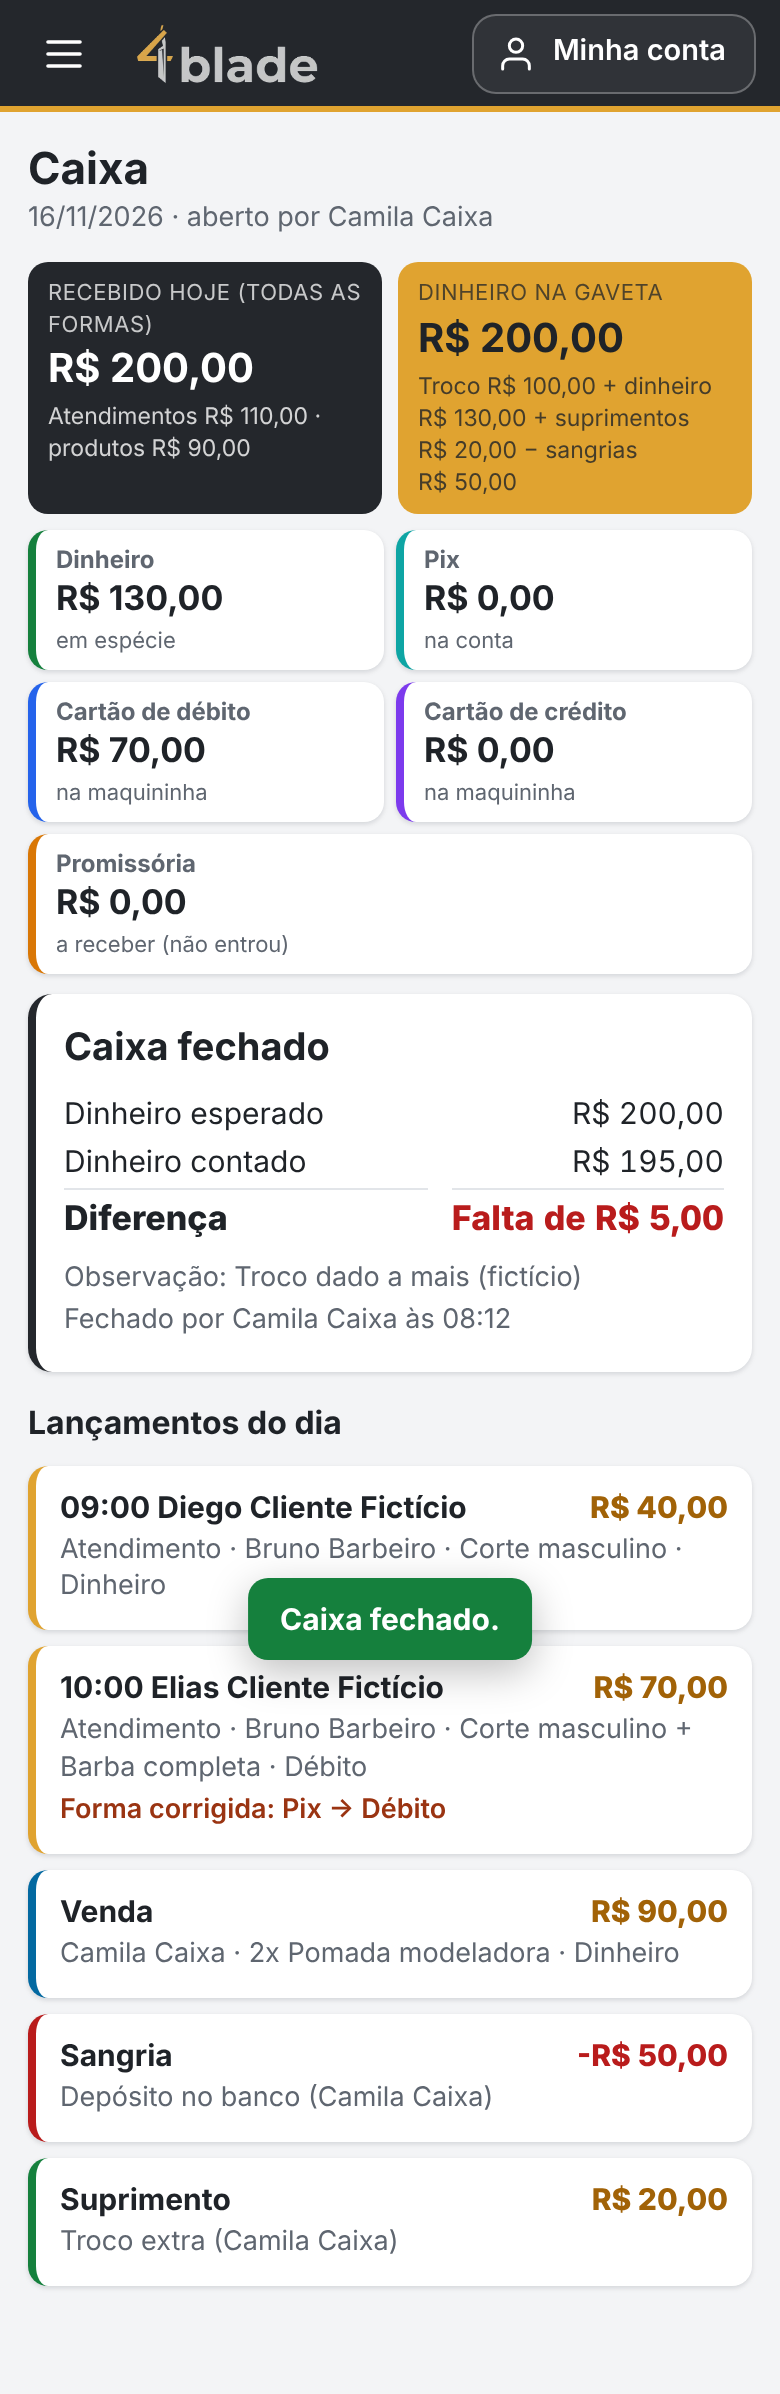 4blade
Minha conta
Caixa
16/11/2026 · aberto por Camila Caixa
RECEBIDO HOJE (TODAS AS
FORMAS)
R$ 200,00
Atendimentos R$ 110,00 ·
produtos R$ 90,00
DINHEIRO NA GAVETA
R$ 200,00
Troco R$ 100,00 + dinheiro
R$ 130,00 + suprimentos
R$ 20,00 − sangrias
R$ 50,00
Dinheiro
R$ 130,00
em espécie
Pix
R$ 0,00
na conta
Cartão de débito
R$ 70,00
na maquininha
Cartão de crédito
R$ 0,00
na maquininha
Promissória
R$ 0,00
a receber (não entrou)
Caixa fechado
Dinheiro esperado R$ 200,00
Dinheiro contado R$ 195,00
Diferença Falta de R$ 5,00
Observação: Troco dado a mais (fictício)
Fechado por Camila Caixa às 08:12
Lançamentos do dia
09:00 Diego Cliente Fictício R$ 40,00
Atendimento · Bruno Barbeiro · Corte masculino ·
Dinheiro
Caixa fechado.
10:00 Elias Cliente Fictício R$ 70,00
Atendimento · Bruno Barbeiro · Corte masculino +
Barba completa · Débito
Forma corrigida: Pix → Débito
Venda R$ 90,00
Camila Caixa · 2x Pomada modeladora · Dinheiro
Sangria -R$ 50,00
Depósito no banco (Camila Caixa)
Suprimento R$ 20,00
Troco extra (Camila Caixa)